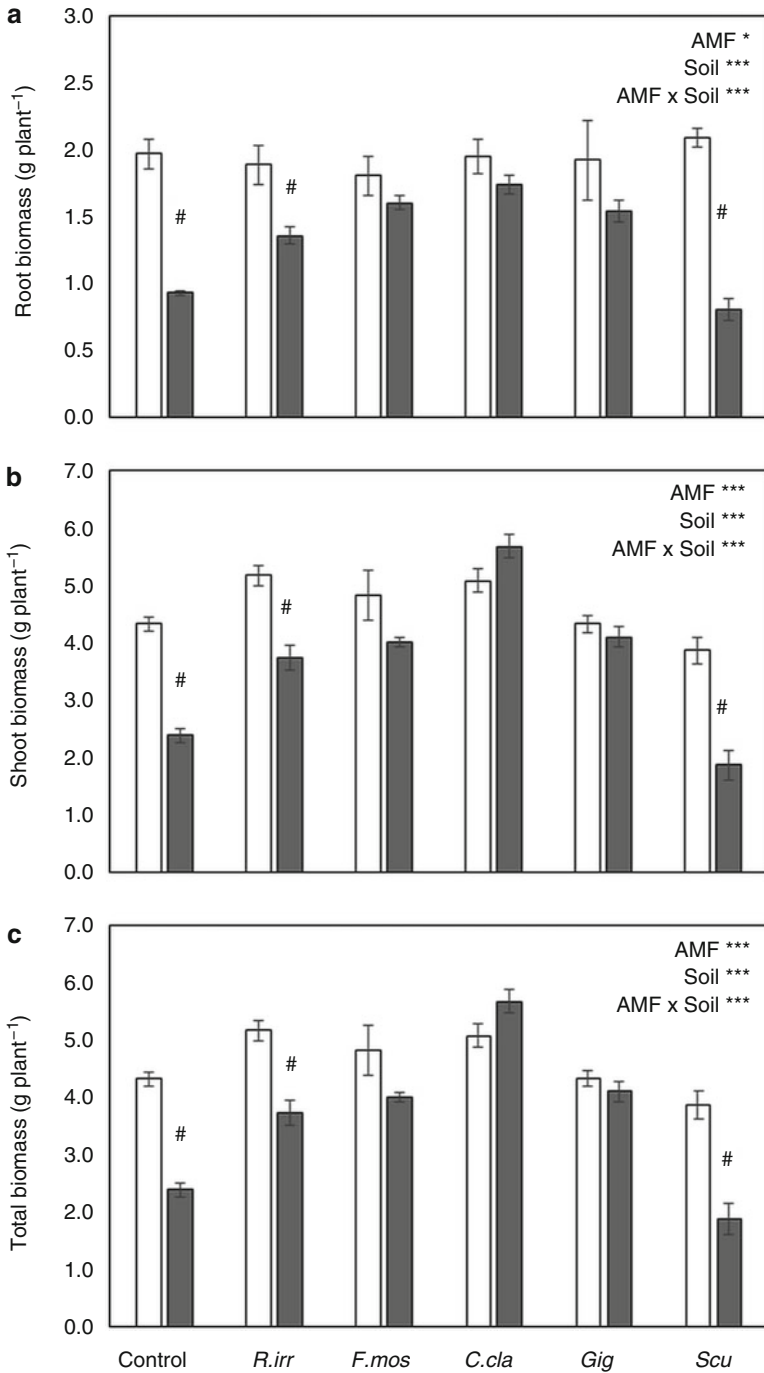 a
Root biomass (g plant⁻¹)
3.0
2.5
2.0
1.5
1.0
0.5
0.0
AMF *
Soil ***
AMF x Soil ***
#
#
#
b
Shoot biomass (g plant⁻¹)
7.0
6.0
5.0
4.0
3.0
2.0
1.0
0.0
AMF ***
Soil ***
AMF x Soil ***
#
#
#
c
Total biomass (g plant⁻¹)
7.0
6.0
5.0
4.0
3.0
2.0
1.0
0.0
AMF ***
Soil ***
AMF x Soil ***
#
#
#
Control R.irr F.mos C.cla Gig Scu